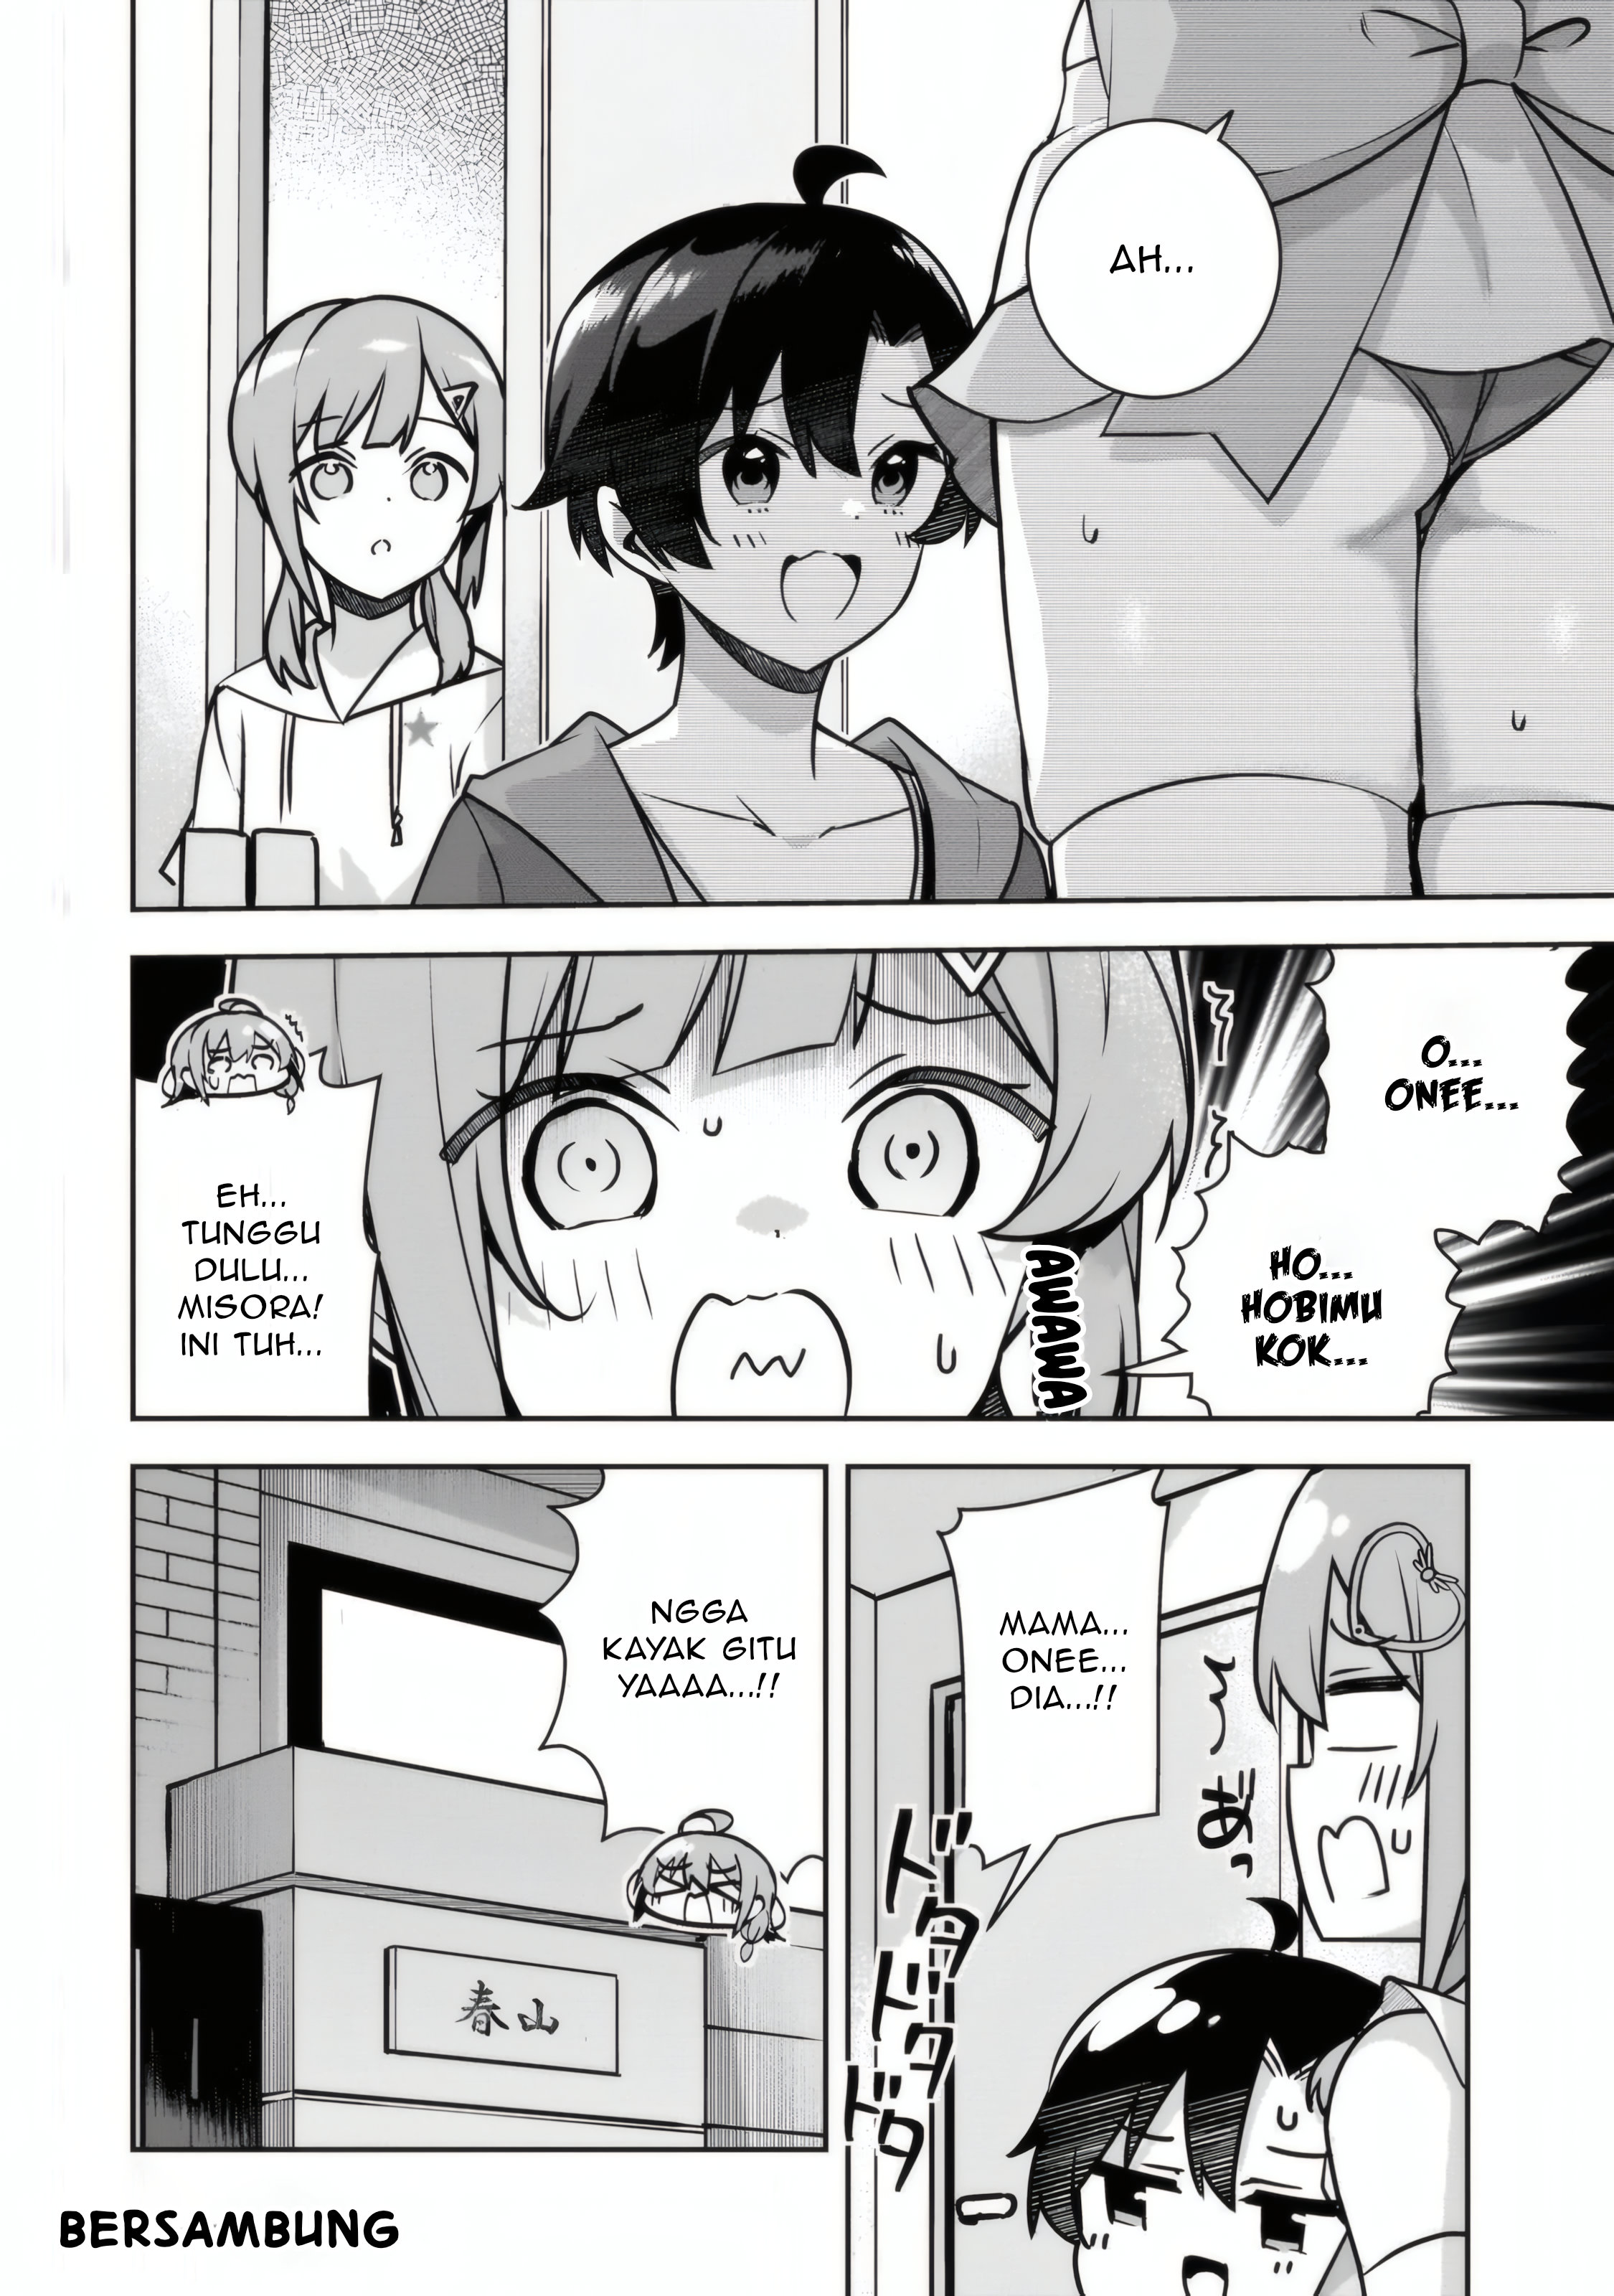 AH...
O...
ONEE...
HO...
HOBIMU
KOK...
AWAWA
EH...
TUNGGU
DULU...
MISORA!
INI TUH...
MAMA...
ONEE...
DIA...!!
あっ
ドタ
ドタ
ドタ
NGGA
KAYAK GITU
YAAAA...!!
春山
BERSAMBUNG